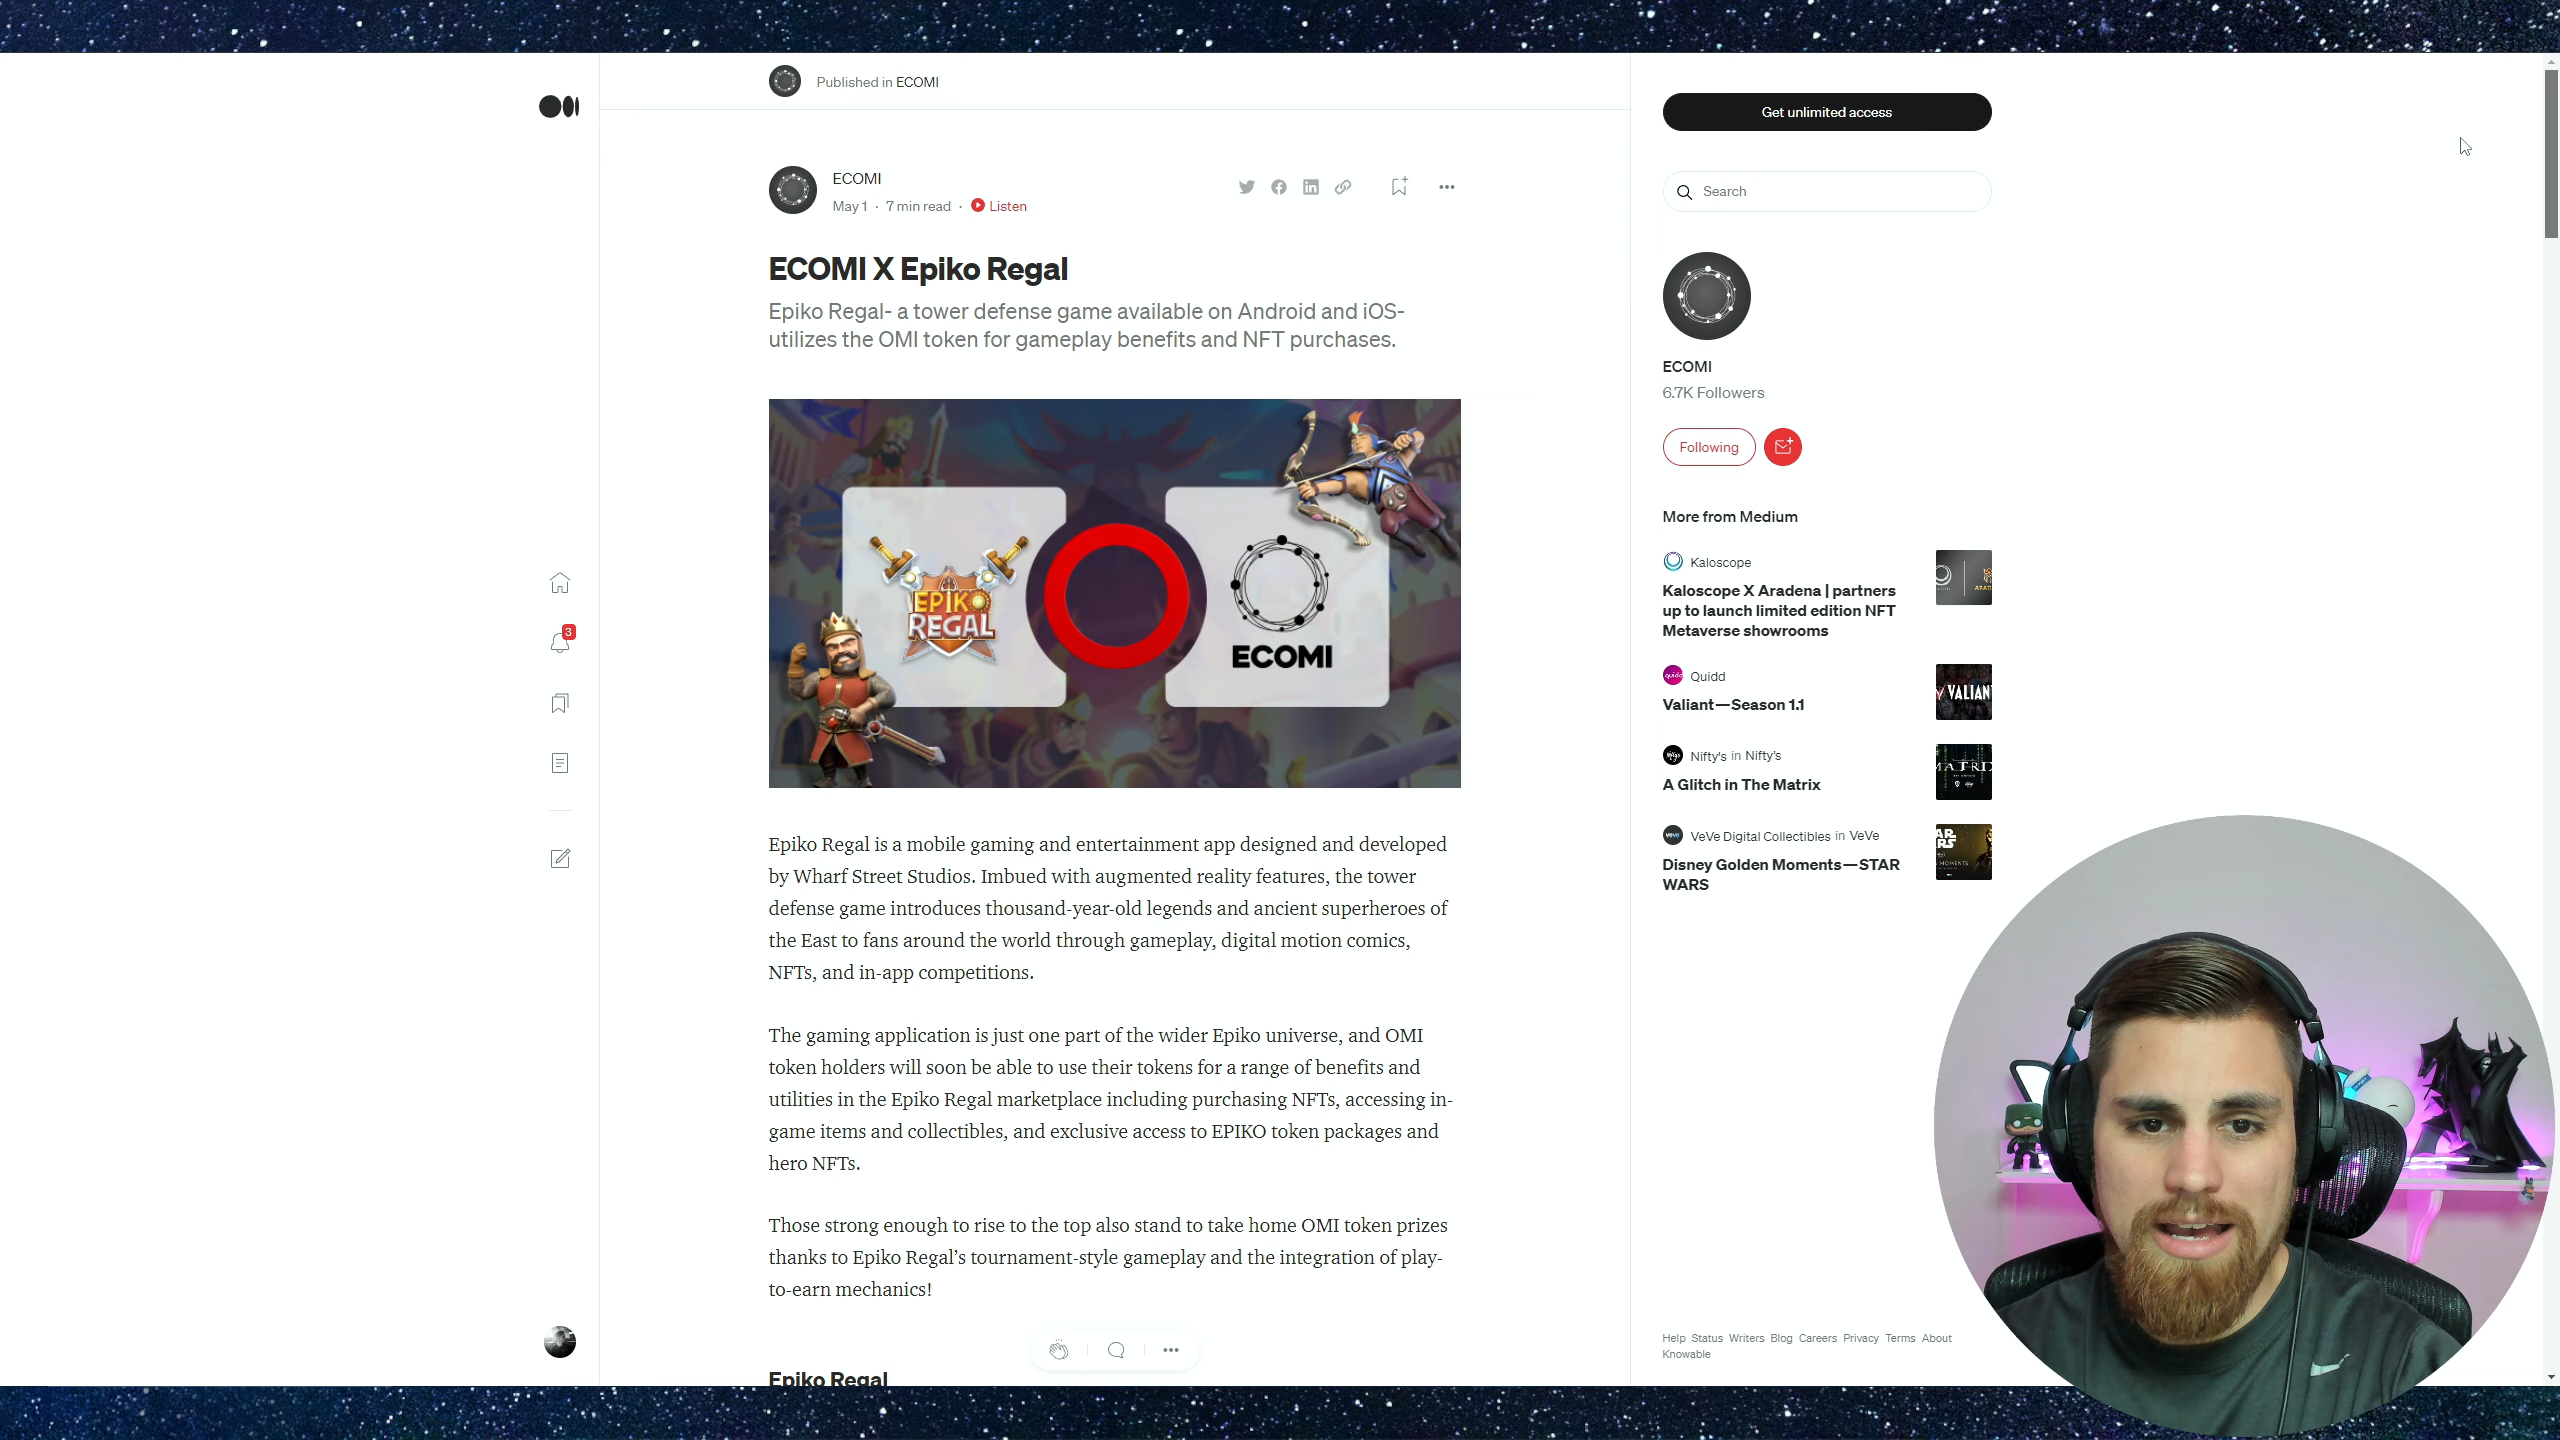 Published in ECOMI
ECOMI
May 1 · 7 min read · Listen
ECOMI X Epiko Regal
Epiko Regal- a tower defense game available on Android and iOS-
utilizes the OMI token for gameplay benefits and NFT purchases.
EPIKO
REGAL
ECOMI
Epiko Regal is a mobile gaming and entertainment app designed and developed
by Wharf Street Studios. Imbued with augmented reality features, the tower
defense game introduces thousand-year-old legends and ancient superheroes of
the East to fans around the world through gameplay, digital motion comics,
NFTs, and in-app competitions.
The gaming application is just one part of the wider Epiko universe, and OMI
token holders will soon be able to use their tokens for a range of benefits and
utilities in the Epiko Regal marketplace including purchasing NFTs, accessing in-
game items and collectibles, and exclusive access to EPIKO token packages and
hero NFTs.
Those strong enough to rise to the top also stand to take home OMI token prizes
thanks to Epiko Regal's tournament-style gameplay and the integration of play-
to-earn mechanics!
Epiko Regal
3
Get unlimited access
Search
ECOMI
6.7K Followers
Following
More from Medium
Kaloscope
Kaloscope X Aradena | partners
up to launch limited edition NFT
Metaverse showrooms
Quidd
Valiant—Season 1.1
VALIAN
Nifty's in Nifty's
A Glitch in The Matrix
MATRI
VeVe Digital Collectibles in VeVe
Disney Golden Moments—STAR
WARS
Help Status Writers Blog Careers Privacy Terms About
Knowable